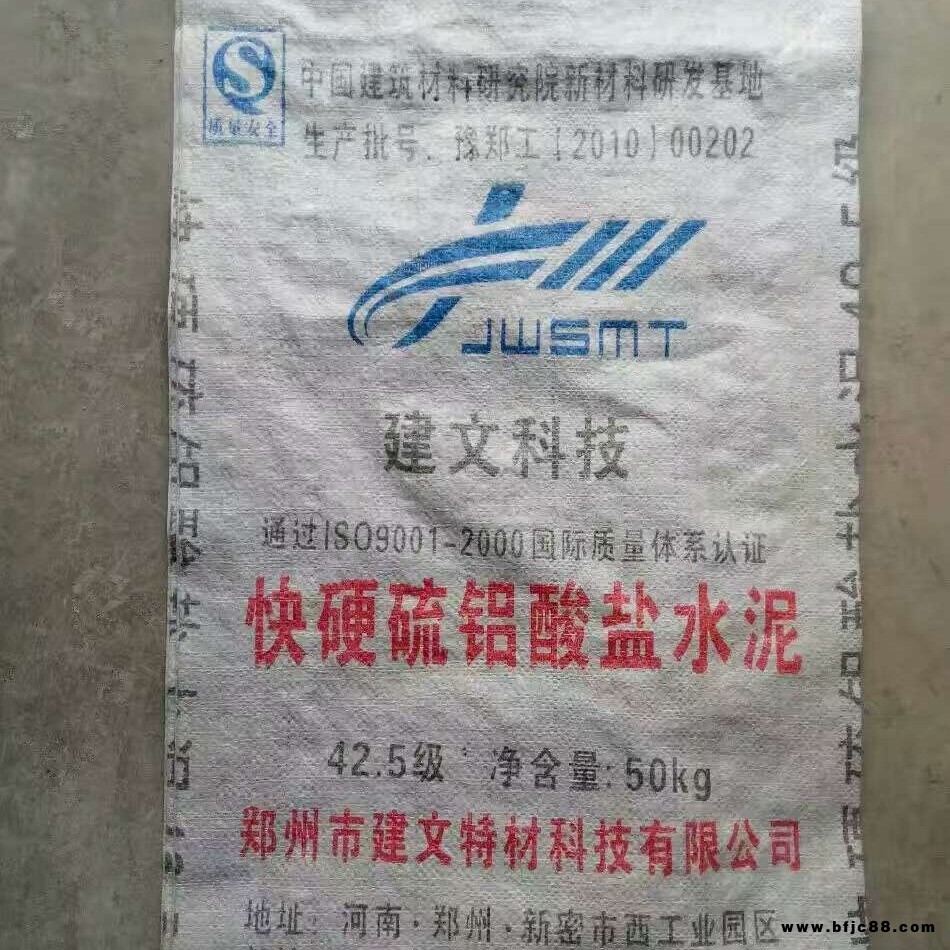 质量安全
中国建筑材料研究院新材料研发基地
生产批号、豫郑工[2010]00202
JWSMT
建文科技
通过ISO9001-2000国际质量体系认证
快硬硫铝酸盐水泥
42.5级 净含量:50kg
郑州市建文特材科技有限公司
地址:河南·郑州·新密市西工业园区
www.bfjc88.com